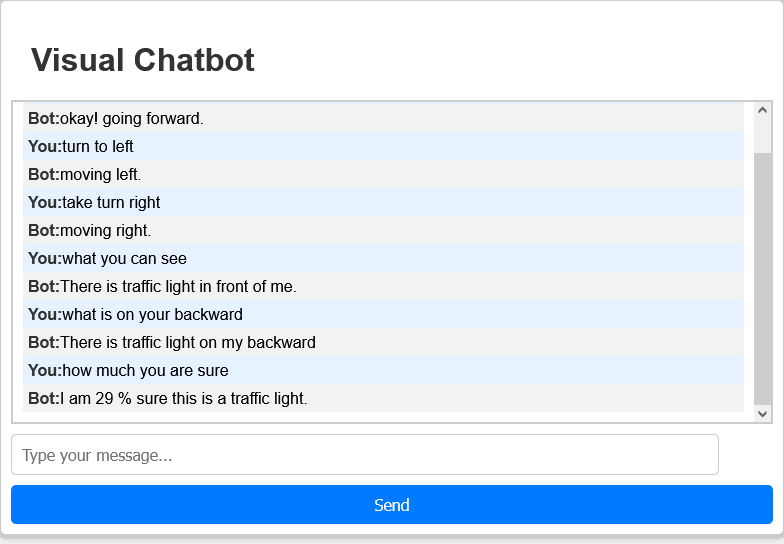 Visual Chatbot
Bot:okay! going forward.
You:turn to left
Bot:moving left.
You:take turn right
Bot:moving right.
You:what you can see
Bot:There is traffic light in front of me.
You:what is on your backward
Bot:There is traffic light on my backward
You:how much you are sure
Bot:I am 29 % sure this is a traffic light.
Type your message...
Send